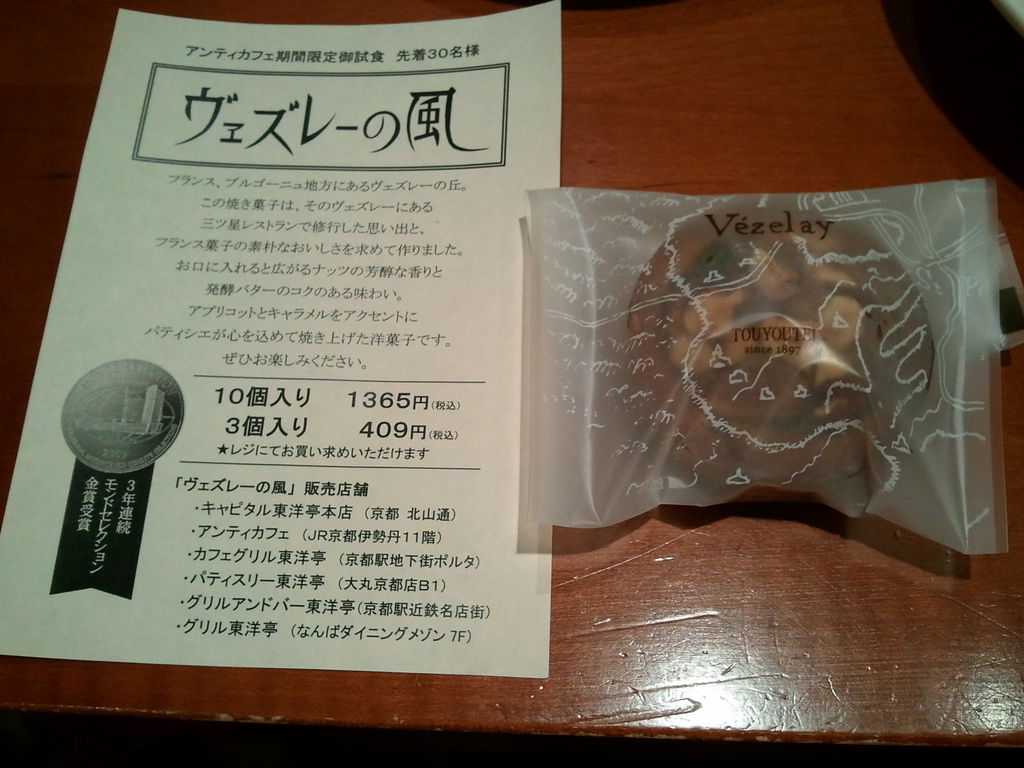 アンティカフェ期間限定御試食 先着30名様
ヴェズレーの風
フランス、ブルゴーニュ地方にあるヴェズレーの丘。
この焼き菓子は、そのヴェズレーにある
三ツ星レストランで修行した思い出と、
フランス菓子の素朴なおいしさを求めて作りました。
お口に入れると広がるナッツの芳醇な香りと
発酵バターのコクのある味わい。
アプリコットとキャラメルをアクセントに
パティシエが心を込めて焼き上げた洋菓子です。
ぜひお楽しみください。
10個入り 1365円(税込)
3個入り 409円(税込)
★レジにてお買い求めいただけます
「ヴェズレーの風」販売店舗
・キャピタル東洋亭本店 (京都 北山通)
・アンティカフェ (JR京都伊勢丹11階)
・カフェグリル東洋亭 (京都駅地下街ポルタ)
・パティスリー東洋亭 (大丸京都店B1)
・グリルアンドバー東洋亭(京都駅近鉄名店街)
・グリル東洋亭 (なんばダイニングメゾン 7F)
2007
3年連続
モンドセレクション
金賞受賞
Vézelay
TOUYOUTEI
since 1897